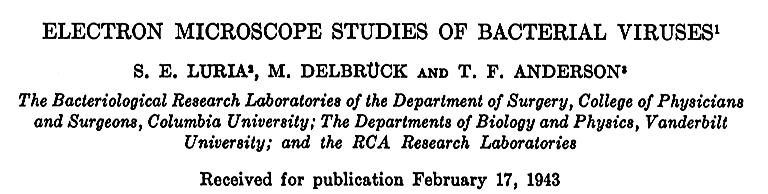 ELECTRON MICROSCOPE STUDIES OF BACTERIAL VIRUSES¹
S. E. LURIA², M. DELBRÜCK AND T. F. ANDERSON³
The Bacteriological Research Laboratories of the Department of Surgery, College of Physicians
and Surgeons, Columbia University; The Departments of Biology and Physics, Vanderbilt
University; and the RCA Research Laboratories
Received for publication February 17, 1943